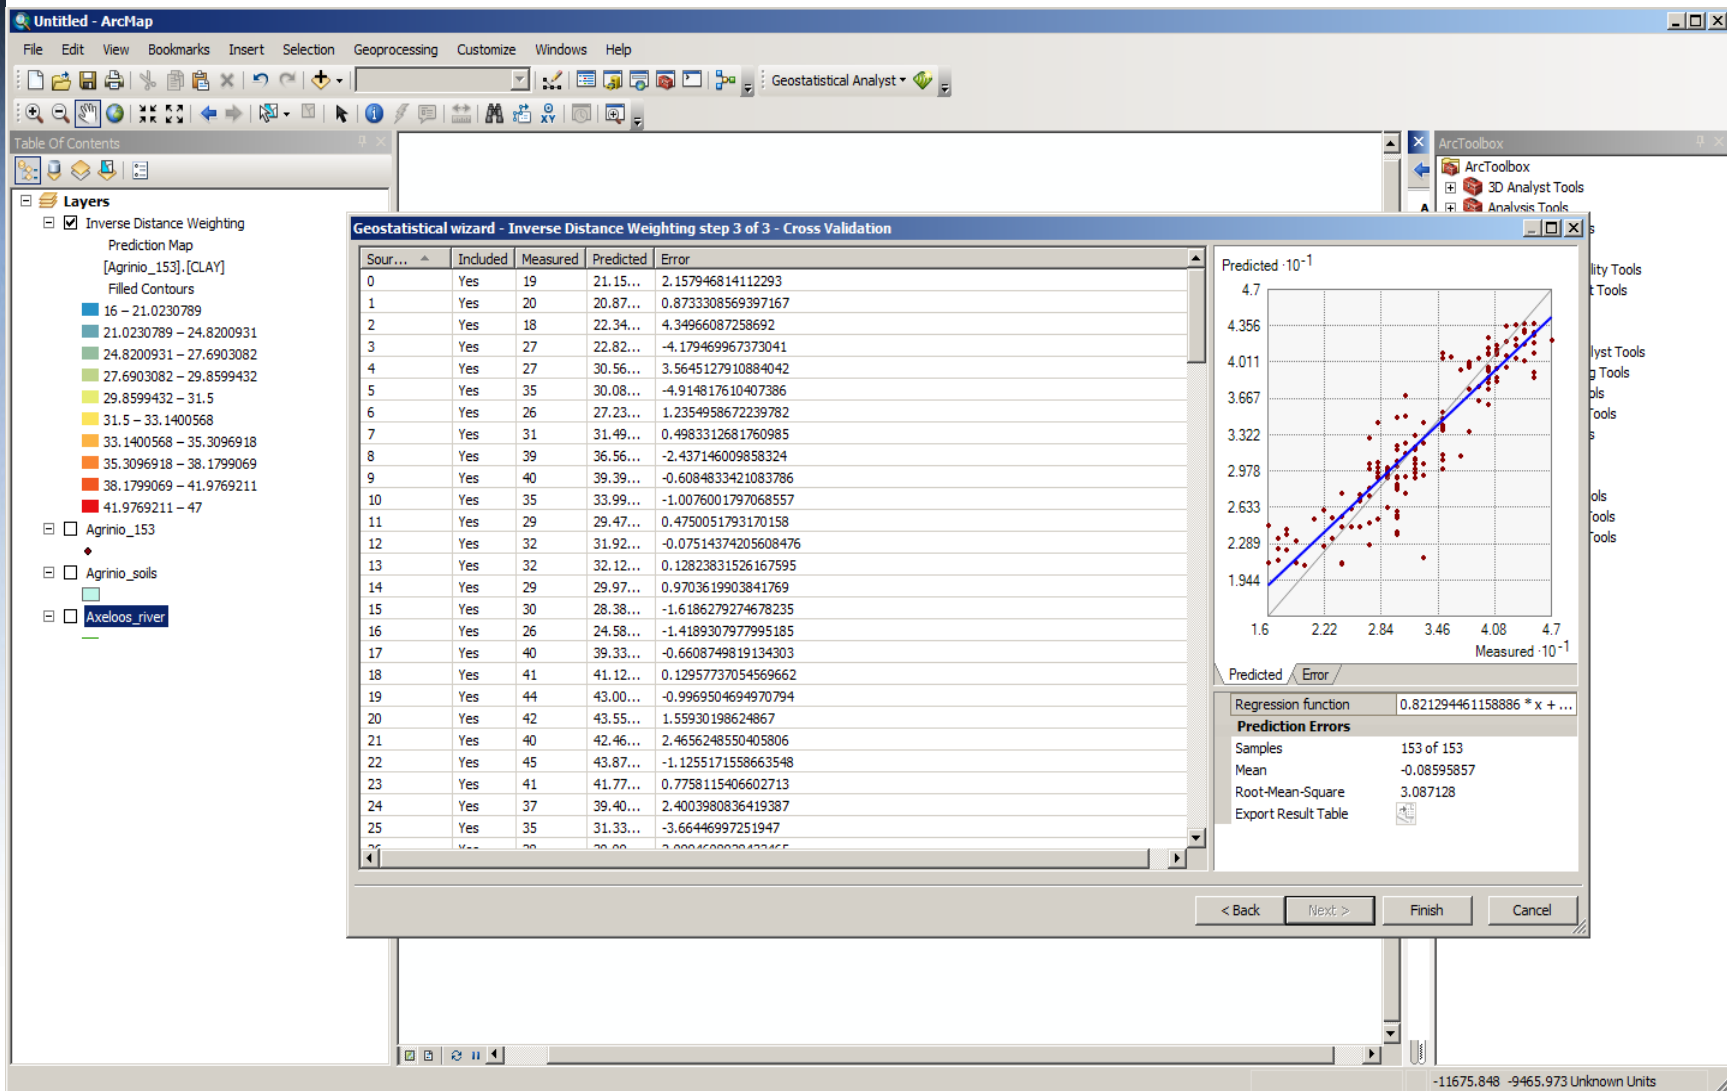 Untitled - ArcMap
File Edit View Bookmarks Insert Selection Geoprocessing Customize Windows Help
Geostatistical Analyst
XY
Table Of Contents
Layers
Inverse Distance Weighting
Prediction Map
[Agrinio_153].[CLAY]
Filled Contours
16 – 21.0230789
21.0230789 – 24.8200931
24.8200931 – 27.6903082
27.6903082 – 29.8599432
29.8599432 – 31.5
31.5 – 33.1400568
33.1400568 – 35.3096918
35.3096918 – 38.1799069
38.1799069 – 41.9769211
41.9769211 – 47
Agrinio_153
Agrinio_soils
Axeloos_river
ArcToolbox
ArcToolbox
3D Analyst Tools
Analysis Tools
A
s
lity Tools
t Tools
lyst Tools
g Tools
ols
Tools
s
ols
Tools
Tools
Geostatistical wizard - Inverse Distance Weighting step 3 of 3 - Cross Validation
Sour... Included Measured Predicted Error
0 Yes 19 21.15... 2.157946814112293
1 Yes 20 20.87... 0.8733308569397167
2 Yes 18 22.34... 4.34966087258692
3 Yes 27 22.82... -4.179469967373041
4 Yes 27 30.56... 3.5645127910884042
5 Yes 35 30.08... -4.914817610407386
6 Yes 26 27.23... 1.2354958672239782
7 Yes 31 31.49... 0.4983312681760985
8 Yes 39 36.56... -2.437146009858324
9 Yes 40 39.39... -0.6084833421083786
10 Yes 35 33.99... -1.0076001797068557
11 Yes 29 29.47... 0.4750051793170158
12 Yes 32 31.92... -0.07514374205608476
13 Yes 32 32.12... 0.12823831526167595
14 Yes 29 29.97... 0.9703619903841769
15 Yes 30 28.38... -1.6186279274678235
16 Yes 26 24.58... -1.4189307977995185
17 Yes 40 39.33... -0.6608749819134303
18 Yes 41 41.12... 0.12957737054569662
19 Yes 44 43.00... -0.9969504694970794
20 Yes 42 43.55... 1.55930198624867
21 Yes 40 42.46... 2.4656248550405806
22 Yes 45 43.87... -1.1255171558663548
23 Yes 41 41.77... 0.7758115406602713
24 Yes 37 39.40... 2.4003980836419387
25 Yes 35 31.33... -3.66446997251947
Predicted ·10-1
4.7
4.356
4.011
3.667
3.322
2.978
2.633
2.289
1.944
1.6 2.22 2.84 3.46 4.08 4.7
Measured ·10-1
Predicted Error
Regression function 0.821294461158886 * x + ...
Prediction Errors
Samples 153 of 153
Mean -0.08595857
Root-Mean-Square 3.087128
Export Result Table
< Back Next > Finish Cancel
-11675.848 -9465.973 Unknown Units